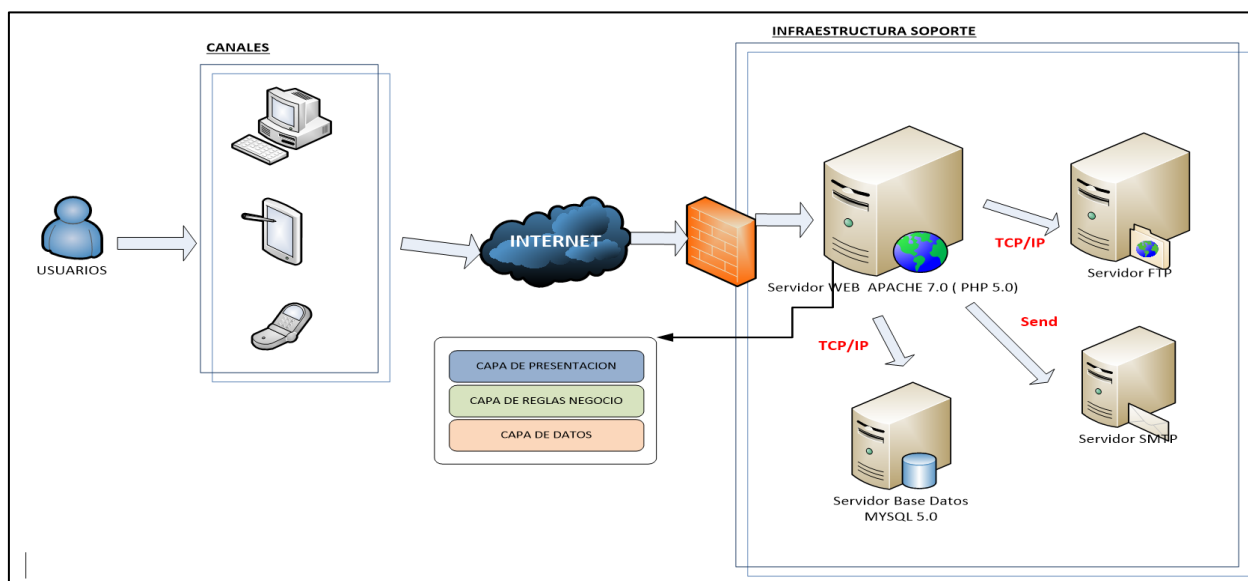 CANALES
INFRAESTRUCTURA SOPORTE
USUARIOS
INTERNET
Servidor WEB  APACHE 7.0 ( PHP 5.0)
TCP/IP
Servidor FTP
Send
TCP/IP
Servidor SMTP
Servidor Base Datos
MYSQL 5.0
CAPA DE PRESENTACION
CAPA DE REGLAS NEGOCIO
CAPA DE DATOS